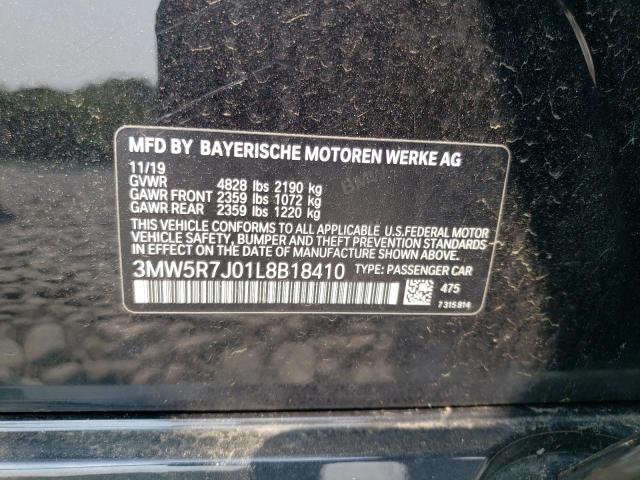 MFD BY BAYERISCHE MOTOREN WERKE AG
11/19
GVWR 4828 lbs 2190 kg
GAWR FRONT 2359 lbs 1072 kg
GAWR REAR 2359 lbs 1220 kg
THIS VEHICLE CONFORMS TO ALL APPLICABLE U.S.FEDERAL MOTOR
VEHICLE SAFETY, BUMPER AND THEFT PREVENTION STANDARDS
IN EFFECT ON THE DATE OF MANUFACTURE SHOWN ABOVE.
3MW5R7J01L8B18410 TYPE: PASSENGER CAR
475
7315814
BMW